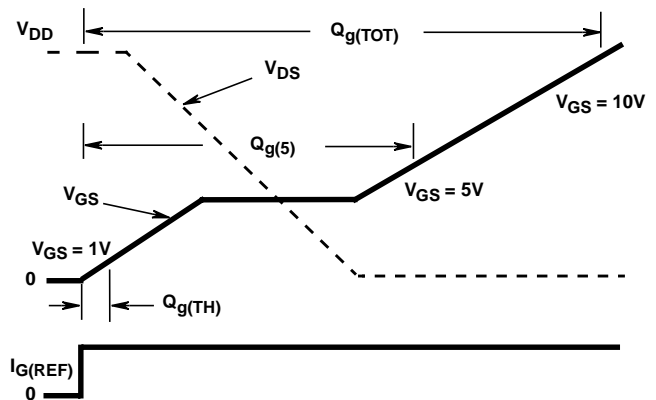 V_DD
Q_g(TOT)
V_DS
V_GS = 10V
Q_g(5)
V_GS
V_GS = 5V
V_GS = 1V
0
Q_g(TH)
I_G(REF)
0